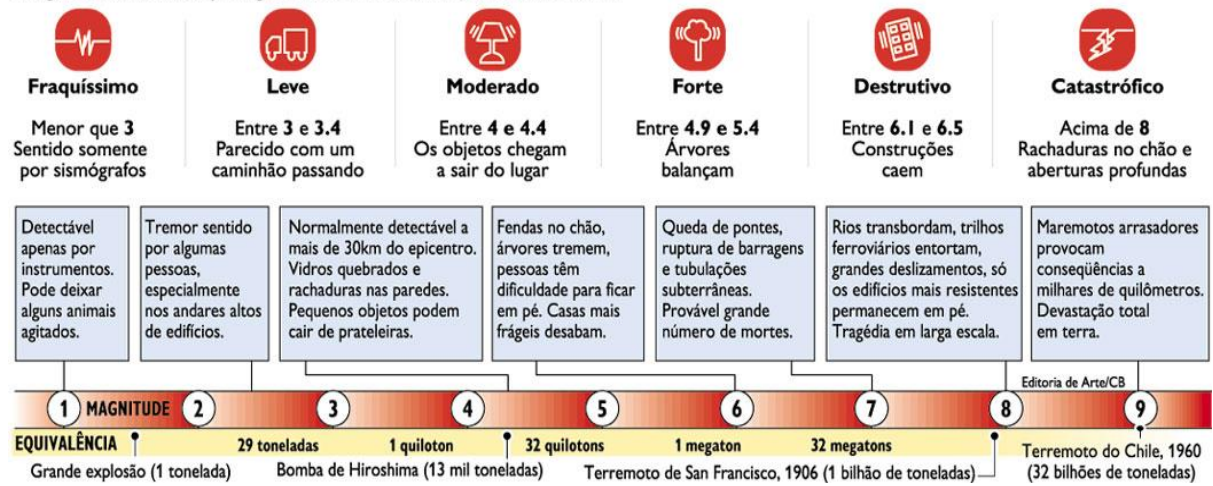 Fraquíssimo
Menor que 3
Sentido somente
por sismógrafos
Leve
Entre 3 e 3.4
Parecido com um
caminhão passando
Moderado
Entre 4 e 4.4
Os objetos chegam
a sair do lugar
Forte
Entre 4.9 e 5.4
Árvores
balançam
Destrutivo
Entre 6.1 e 6.5
Construções
caem
Catastrófico
Acima de 8
Rachaduras no chão e
aberturas profundas
Detectável
apenas por
instrumentos.
Pode deixar
alguns animais
agitados.
Tremor sentido
por algumas
pessoas,
especialmente
nos andares altos
de edifícios.
Normalmente detectável a
mais de 30km do epicentro.
Vidros quebrados e
rachaduras nas paredes.
Pequenos objetos podem
cair de prateleiras.
Fendas no chão,
árvores tremem,
pessoas têm
dificuldade para ficar
em pé. Casas mais
frágeis desabam.
Queda de pontes,
ruptura de barragens
e tubulações
subterrâneas.
Provável grande
número de mortes.
Rios transbordam, trilhos
ferroviários entortam,
grandes deslizamentos, só
os edifícios mais resistentes
permanecem em pé.
Tragédia em larga escala.
Maremotos arrasadores
provocam
conseqüências a
milhares de quilômetros.
Devastação total
em terra.
Editoria de Arte/CB
1 MAGNITUDE 2 3 4 5 6 7 8 9
EQUIVALÊNCIA 29 toneladas 1 quiloton 32 quilotons 1 megaton 32 megatons
Grande explosão (1 tonelada)
Bomba de Hiroshima (13 mil toneladas)
Terremoto de San Francisco, 1906 (1 bilhão de toneladas)
Terremoto do Chile, 1960
(32 bilhões de toneladas)